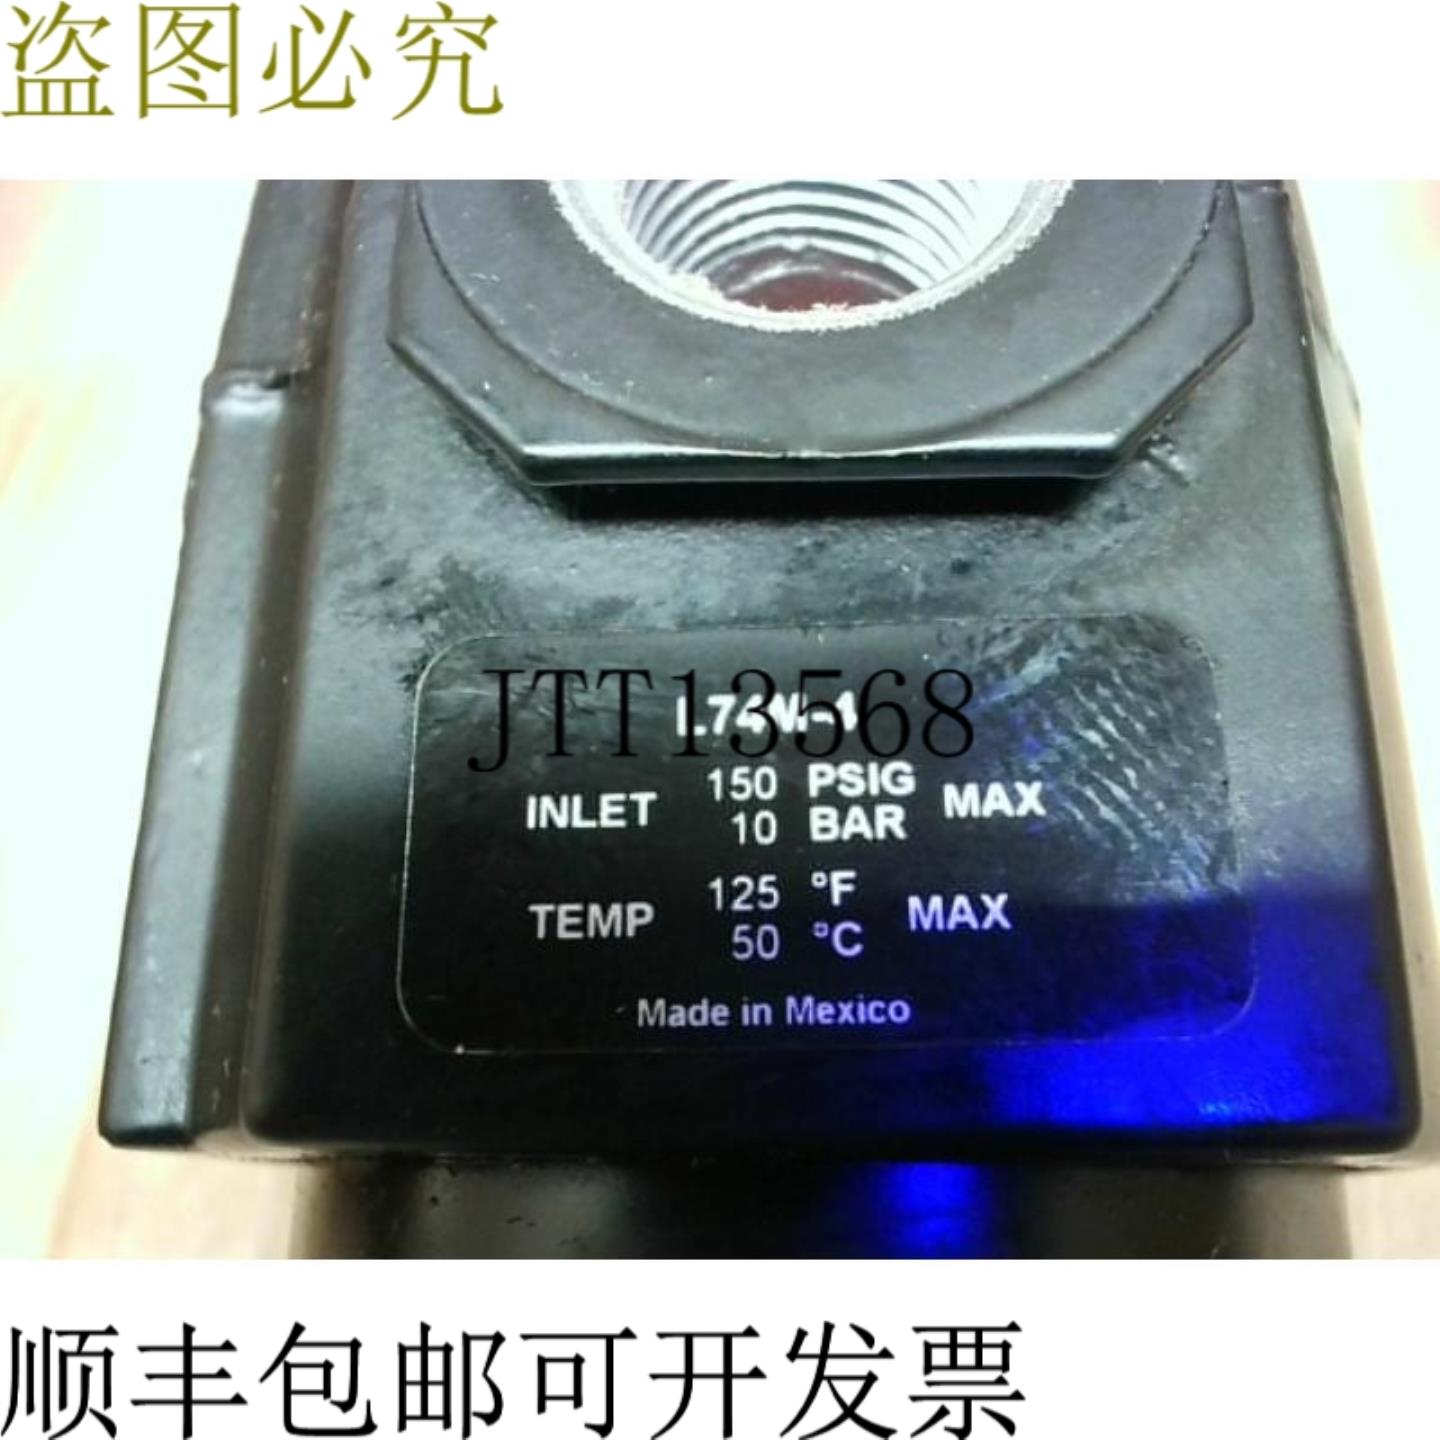 盗图必究
JTT13568
INLET 150 PSIG MAX
10 BAR
TEMP 125 °F MAX
50 °C
Made in Mexico
顺丰包邮可开发票